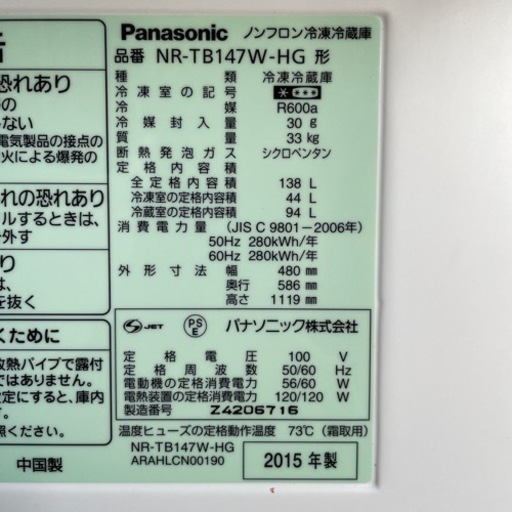 告
恐れあり
の
ない
電気製品の接点の
火による爆発の
れの恐れあり
ルするときは、
外す
り
は、
を抜く
くために
放熱パイプで露付
ではありません。
定にすると、庫内
照ください。
中国製
Panasonic ノンフロン冷凍冷蔵庫
品番 NR-TB147W-HG 形
種類 冷凍冷蔵庫
冷凍室の記号
冷媒 R600a
冷媒封入量 30 g
質量 33 kg
断熱発泡ガス シクロペンタン
定格内容積
全定格内容積 138 L
冷凍室の定格内容積 44 L
冷蔵室の定格内容積 94 L
消費電力量 (JIS C 9801-2006年)
50Hz 280kWh/年
60Hz 280kWh/年
外形寸法 幅 480 mm
奥行 586 mm
高さ 1119 mm
JET PSE パナソニック株式会社
定格電圧 100 V
定格周波数 50/60 Hz
電動機の定格消費電力 56/60 W
電熱装置の定格消費電力 120/120 W
製造番号 Z4206716
温度ヒューズの定格動作温度 73℃ (霜取用)
NR-TB147W-HG
ARAHLCN00190
2015 年製